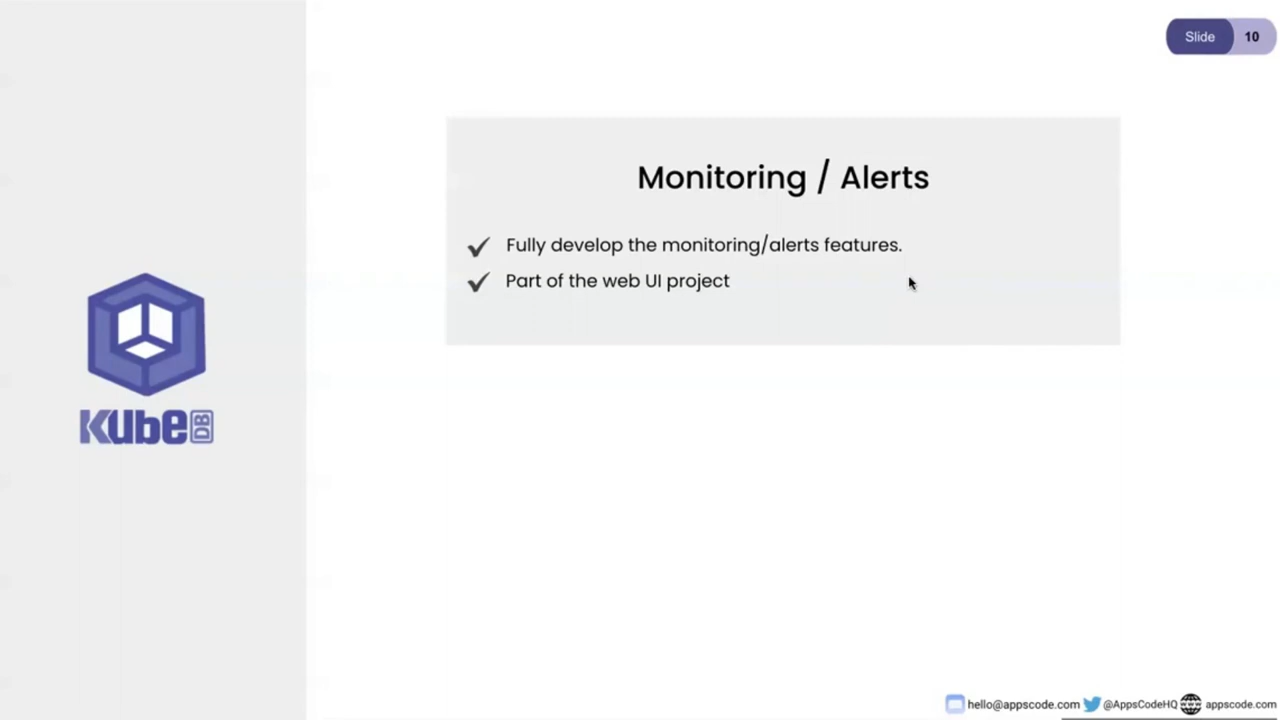 Slide 10
Monitoring / Alerts
Fully develop the monitoring/alerts features.
Part of the web UI project
KubeDB
hello@appscode.com @AppsCodeHQ www appscode.com